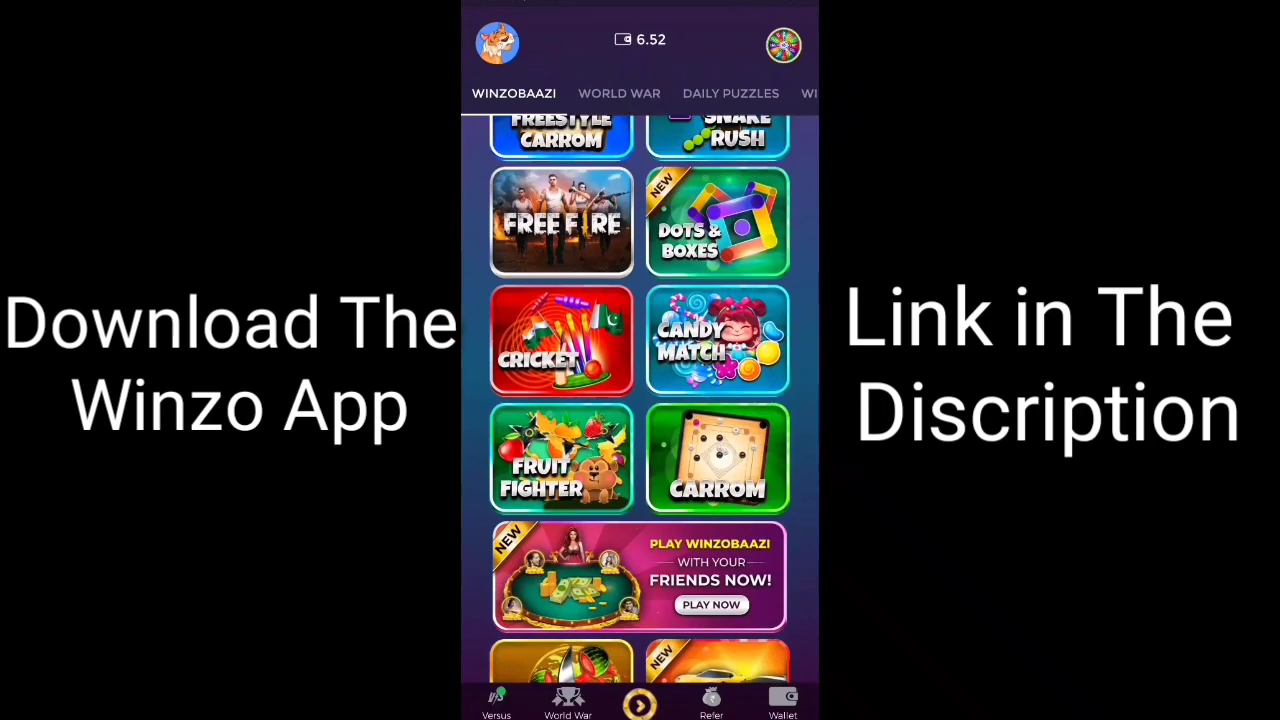 6.52
WINZOBAAZI WORLD WAR DAILY PUZZLES WI
FREESTYLE
CARROM
SNAKE
RUSH
FREE FIRE
NEW
DOTS &
BOXES
CRICKET
CANDY
MATCH
Download The
Winzo App
Link in The
Discription
FRUIT
FIGHTER
CARROM
NEW
PLAY WINZOBAAZI
WITH YOUR
FRIENDS NOW!
PLAY NOW
NEW
Versus World War Refer Wallet